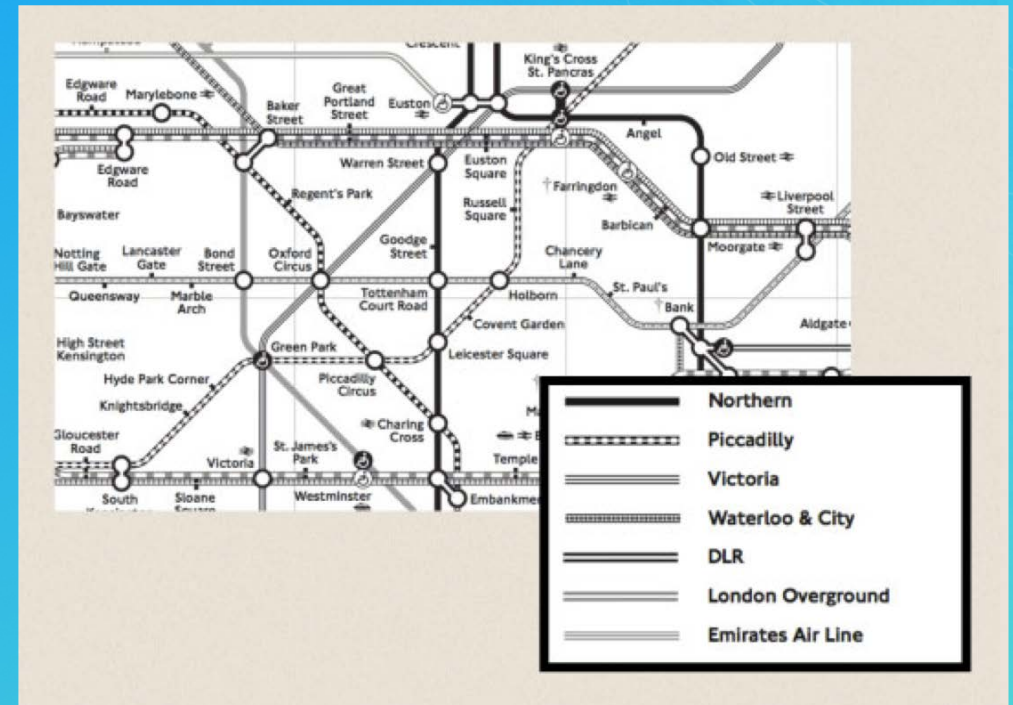 Crescent
King's Cross
St. Pancras
Edgware
Road
Marylebone
Baker
Street
Great
Portland
Street
Euston
Angel
Old Street
Edgware
Road
Warren Street
Euston
Square
Farringdon
Liverpool
Street
Regent's Park
Russell
Square
Barbican
Bayswater
Moorgate
Notting
Hill Gate
Lancaster
Gate
Bond
Street
Oxford
Circus
Goodge
Street
Chancery
Lane
Queensway
Marble
Arch
Tottenham
Court Road
Holborn
St. Paul's
Bank
Covent Garden
Aldgate
High Street
Kensington
Green Park
Leicester Square
Hyde Park Corner
Piccadilly
Circus
Knightsbridge
Charing
Cross
Gloucester
Road
Victoria
St. James's
Park
Temple
South
Sloane
Square
Westminster
Embankme
Northern
Piccadilly
Victoria
Waterloo & City
DLR
London Overground
Emirates Air Line